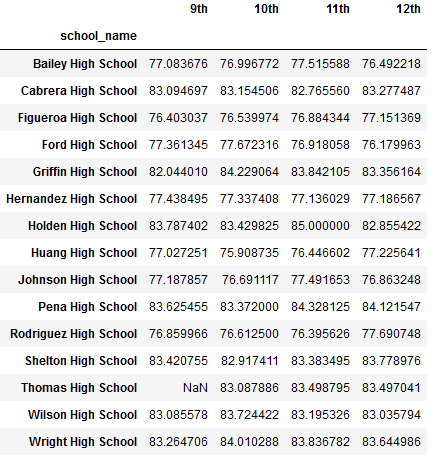 9th 10th 11th 12th
school_name
Bailey High School 77.083676 76.996772 77.515588 76.492218
Cabrera High School 83.094697 83.154506 82.765560 83.277487
Figueroa High School 76.403037 76.539974 76.884344 77.151369
Ford High School 77.361345 77.672316 76.918058 76.179963
Griffin High School 82.044010 84.229064 83.842105 83.356164
Hernandez High School 77.438495 77.337408 77.136029 77.186567
Holden High School 83.787402 83.429825 85.000000 82.855422
Huang High School 77.027251 75.908735 76.446602 77.225641
Johnson High School 77.187857 76.691117 77.491653 76.863248
Pena High School 83.625455 83.372000 84.328125 84.121547
Rodriguez High School 76.859966 76.612500 76.395626 77.690748
Shelton High School 83.420755 82.917411 83.383495 83.778976
Thomas High School NaN 83.087886 83.498795 83.497041
Wilson High School 83.085578 83.724422 83.195326 83.035794
Wright High School 83.264706 84.010288 83.836782 83.644986